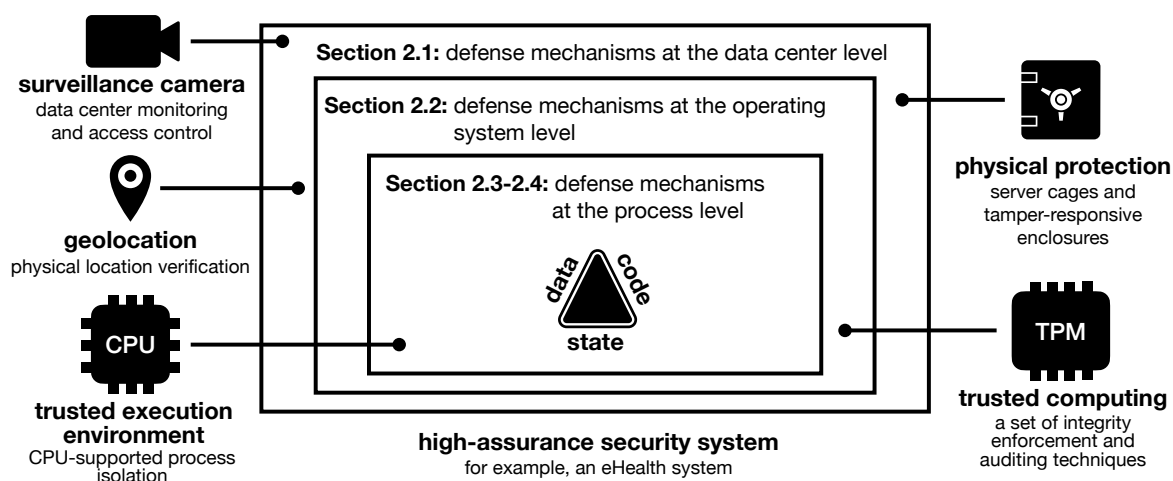 Section 2.1: defense mechanisms at the data center level
surveillance camera
data center monitoring
and access control
Section 2.2: defense mechanisms at the operating
system level
physical protection
server cages and
tamper-responsive
enclosures
Section 2.3-2.4: defense mechanisms
at the process level
geolocation
physical location verification
data
code
state
CPU
TPM
trusted execution
environment
CPU-supported process
isolation
trusted computing
a set of integrity
enforcement and
auditing techniques
high-assurance security system
for example, an eHealth system